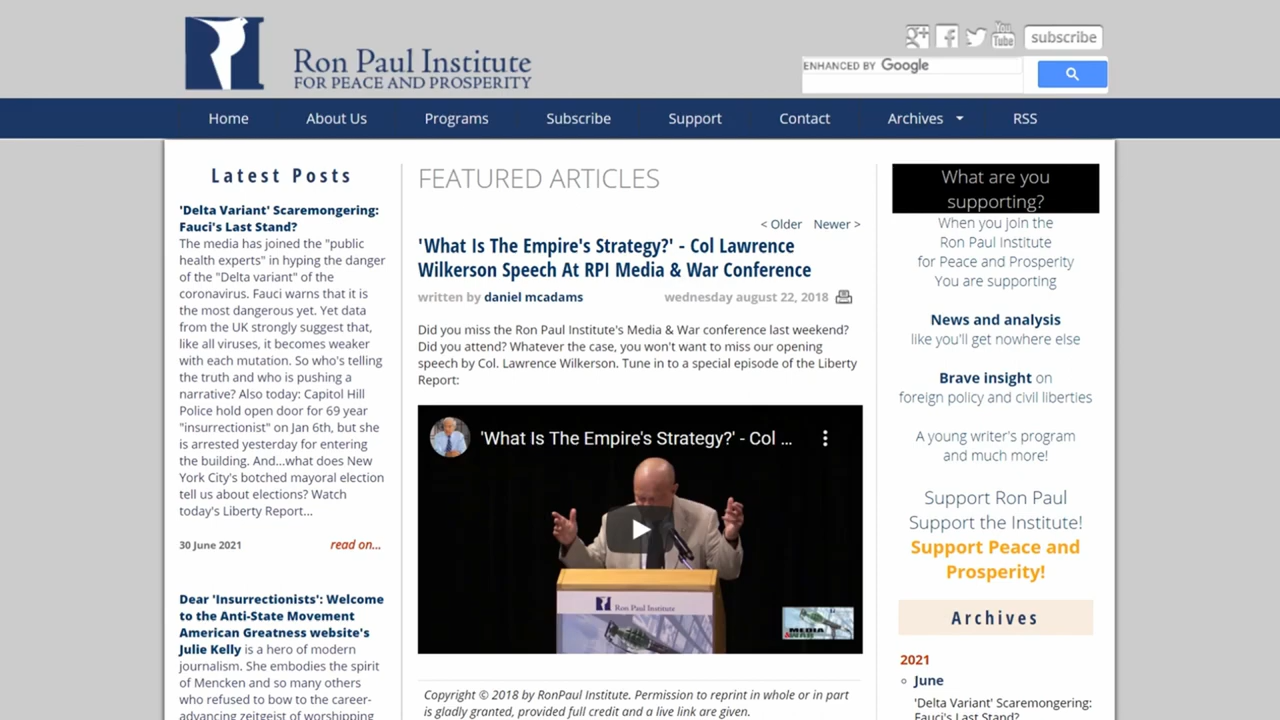 Ron Paul Institute
FOR PEACE AND PROSPERITY
You
Tube
subscribe
ENHANCED BY Google
Home
About Us
Programs
Subscribe
Support
Contact
Archives
RSS
Latest Posts
'Delta Variant' Scaremongering:
Fauci's Last Stand?
The media has joined the "public
health experts" in hyping the danger
of the "Delta variant" of the
coronavirus. Fauci warns that it is
the most dangerous yet. Yet data
from the UK strongly suggest that,
like all viruses, it becomes weaker
with each mutation. So who's telling
the truth and who is pushing a
narrative? Also today: Capitol Hill
Police hold open door for 69 year
"insurrectionist" on Jan 6th, but she
is arrested yesterday for entering
the building. And...what does New
York City's botched mayoral election
tell us about elections? Watch
today's Liberty Report...
30 June 2021
read on...
Dear 'Insurrectionists': Welcome
to the Anti-State Movement
American Greatness website's
Julie Kelly is a hero of modern
journalism. She embodies the spirit
of Mencken and so many others
who refused to bow to the career-
advancing zeitgeist of worshipping
FEATURED ARTICLES
< Older Newer >
'What Is The Empire's Strategy?' - Col Lawrence
Wilkerson Speech At RPI Media & War Conference
written by daniel mcadams
wednesday august 22, 2018
Did you miss the Ron Paul Institute's Media & War conference last weekend?
Did you attend? Whatever the case, you won't want to miss our opening
speech by Col. Lawrence Wilkerson. Tune in to a special episode of the Liberty
Report:
'What Is The Empire's Strategy?' - Col ...
Ron Paul Institute
MEDIA
Copyright © 2018 by RonPaul Institute. Permission to reprint in whole or in part
is gladly granted, provided full credit and a live link are given.
What are you
supporting?
When you join the
Ron Paul Institute
for Peace and Prosperity
You are supporting
News and analysis
like you'll get nowhere else
Brave insight on
foreign policy and civil liberties
A young writer's program
and much more!
Support Ron Paul
Support the Institute!
Support Peace and
Prosperity!
Archives
2021
June
'Delta Variant' Scaremongering:
Fauci's Last Stand?